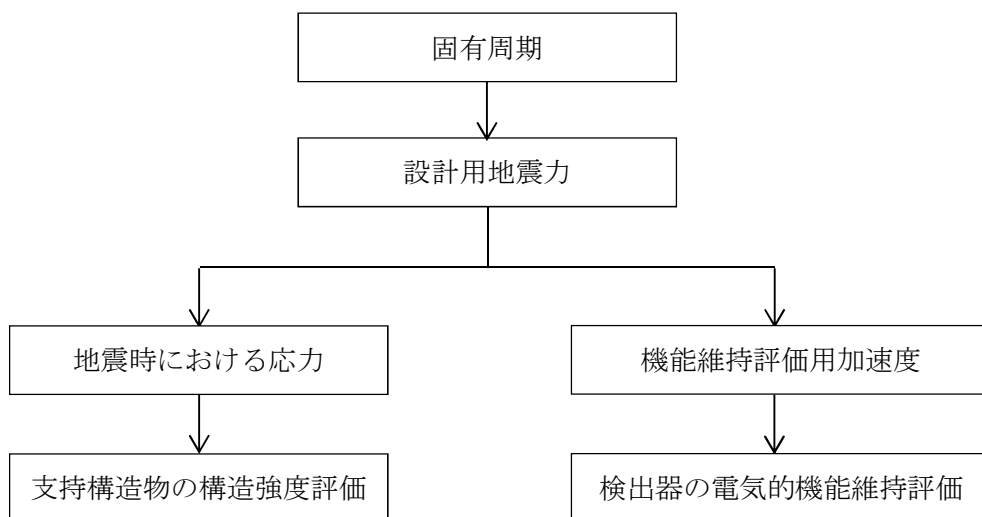 固有周期
設計用地震力
地震時における応力
機能維持評価用加速度
支持構造物の構造強度評価
検出器の電気的機能維持評価